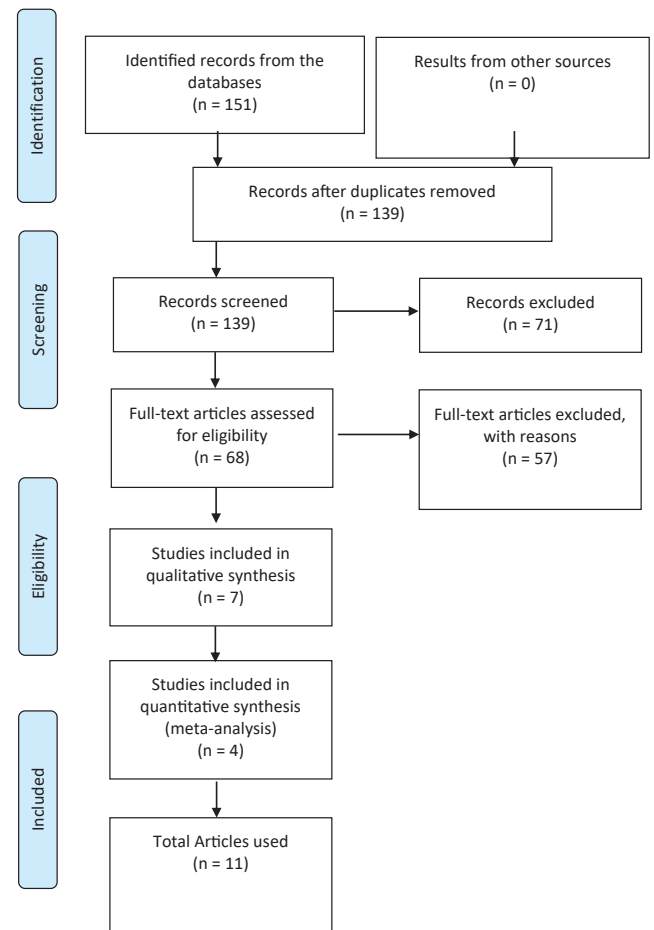 Identification
Identified records from the
databases
(n = 151)
Results from other sources
(n = 0)
Records after duplicates removed
(n = 139)
Screening
Records screened
(n = 139)
Records excluded
(n = 71)
Full-text articles assessed
for eligibility
(n = 68)
Full-text articles excluded,
with reasons
(n = 57)
Eligibility
Studies included in
qualitative synthesis
(n = 7)
Studies included in
quantitative synthesis
(meta-analysis)
(n = 4)
Included
Total Articles used
(n = 11)